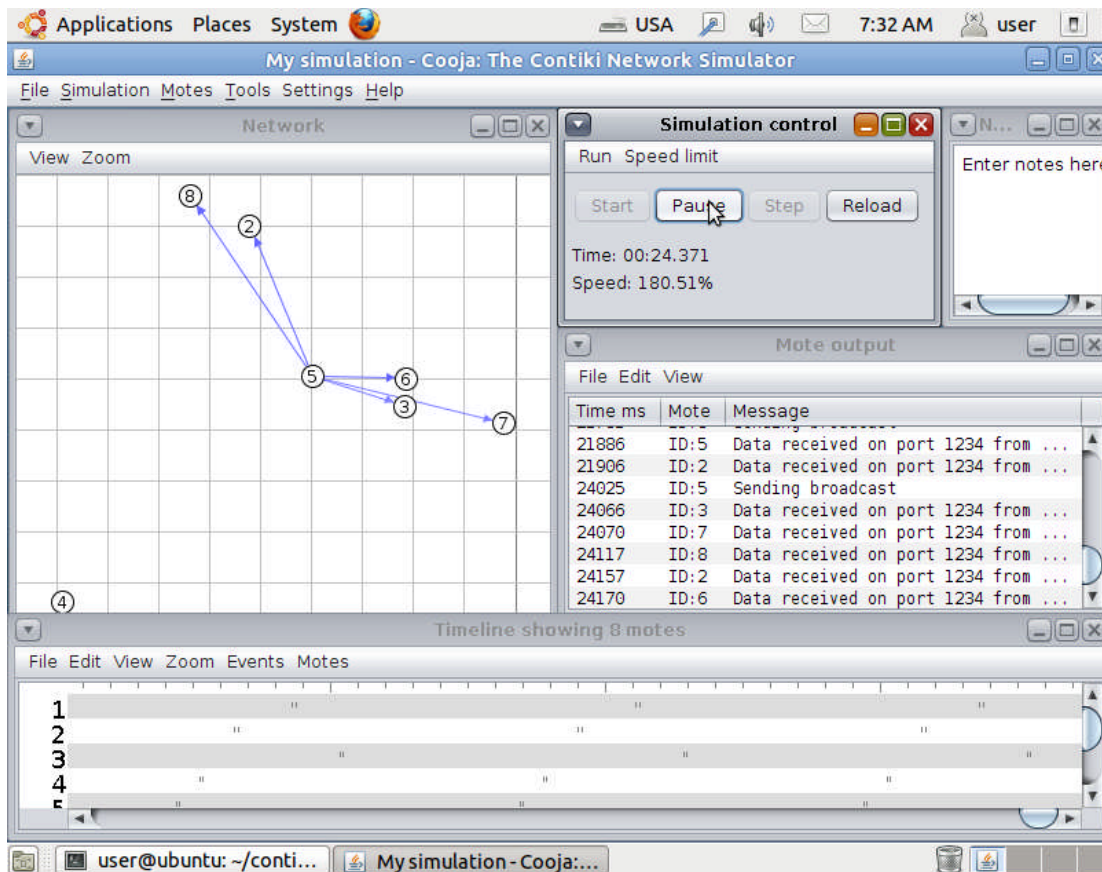 Applications Places System USA 7:32 AM user
My simulation - Cooja: The Contiki Network Simulator
File Simulation Motes Tools Settings Help
Network
View Zoom
8
2
5
6
3
7
4
Simulation control
Run Speed limit
Start Pause Step Reload
Time: 00:24.371
Speed: 180.51%
N...
Enter notes here
Mote output
File Edit View
Time ms Mote Message
21886 ID:5 Data received on port 1234 from ...
21906 ID:2 Data received on port 1234 from ...
24025 ID:5 Sending broadcast
24066 ID:3 Data received on port 1234 from ...
24070 ID:7 Data received on port 1234 from ...
24117 ID:8 Data received on port 1234 from ...
24157 ID:2 Data received on port 1234 from ...
24170 ID:6 Data received on port 1234 from ...
Timeline showing 8 motes
File Edit View Zoom Events Motes
1
2
3
4
5
user@ubuntu: ~/conti... My simulation - Cooja:...